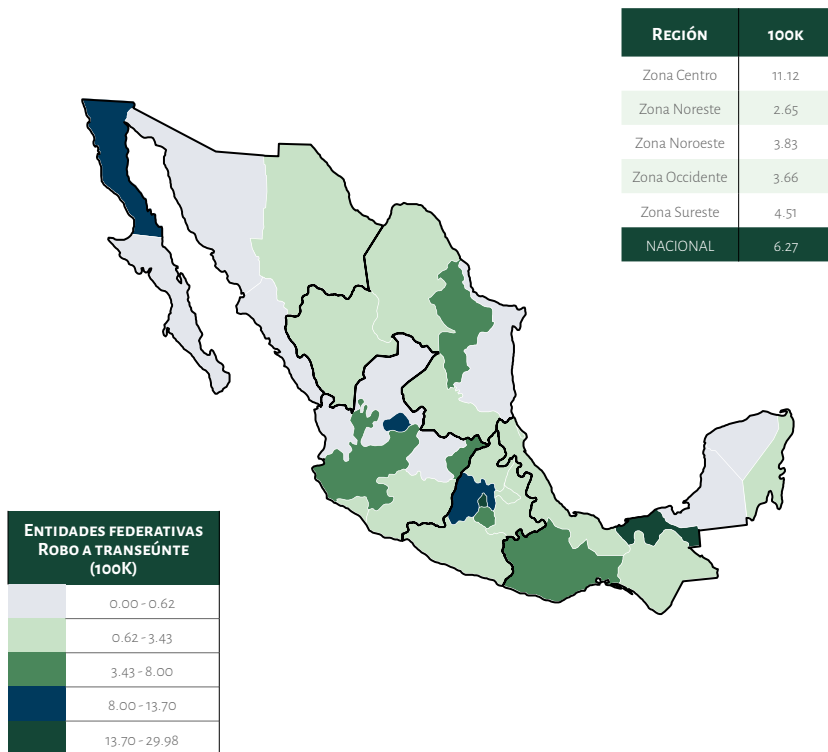 Región 100K
Zona Centro 11.12
Zona Noreste 2.65
Zona Noroeste 3.83
Zona Occidente 3.66
Zona Sureste 4.51
NACIONAL 6.27
Entidades federativas
Robo a transeúnte
(100K)
0.00 - 0.62
0.62 - 3.43
3.43 - 8.00
8.00 - 13.70
13.70 - 29.98